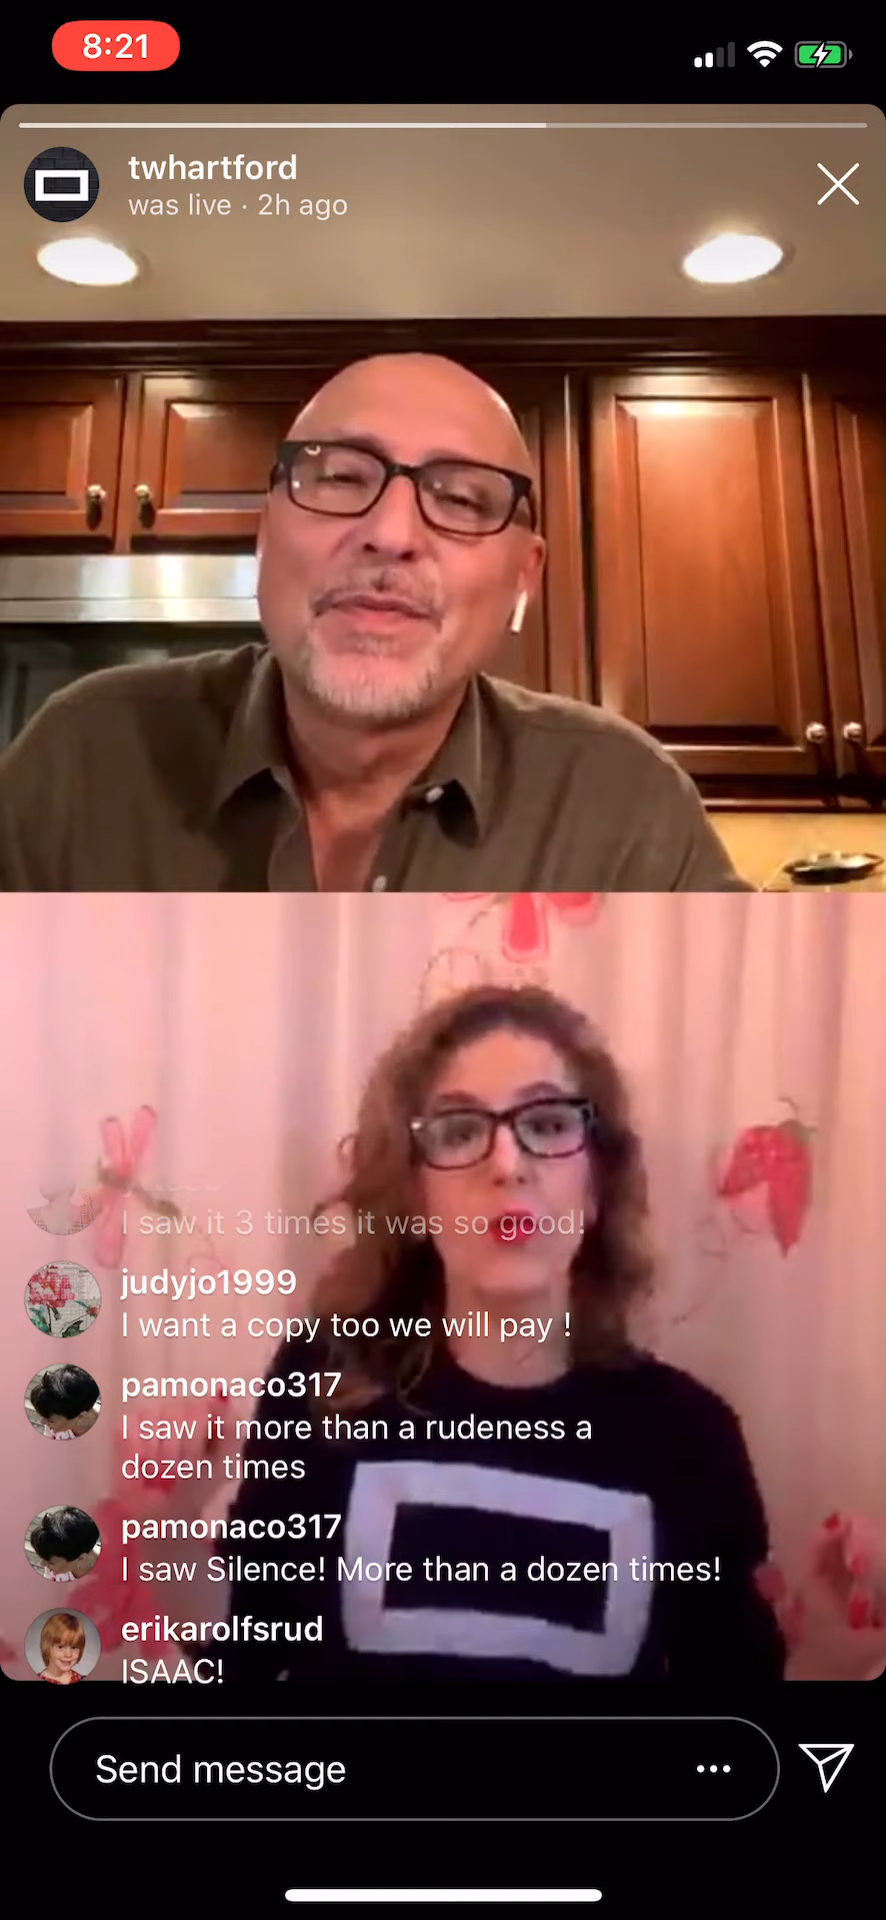 8:21
twhartford
was live · 2h ago
I saw it 3 times it was so good!
judyjo1999
I want a copy too we will pay !
pamonaco317
I saw it more than a rudeness a
dozen times
pamonaco317
I saw Silence! More than a dozen times!
erikarolfsrud
ISAAC!
Send message